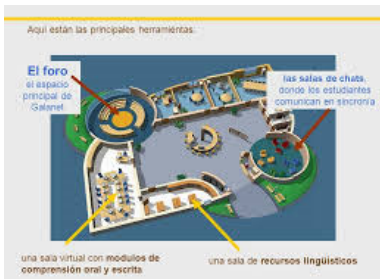 Aquí están las principales herramientas:
El foro
el espacio
principal de
Galanet
las salas de chats,
donde los estudiantes
comunican en sincronía
una sala virtual con modulos de
comprensión oral y escrita
una sala de recursos lingüísticos